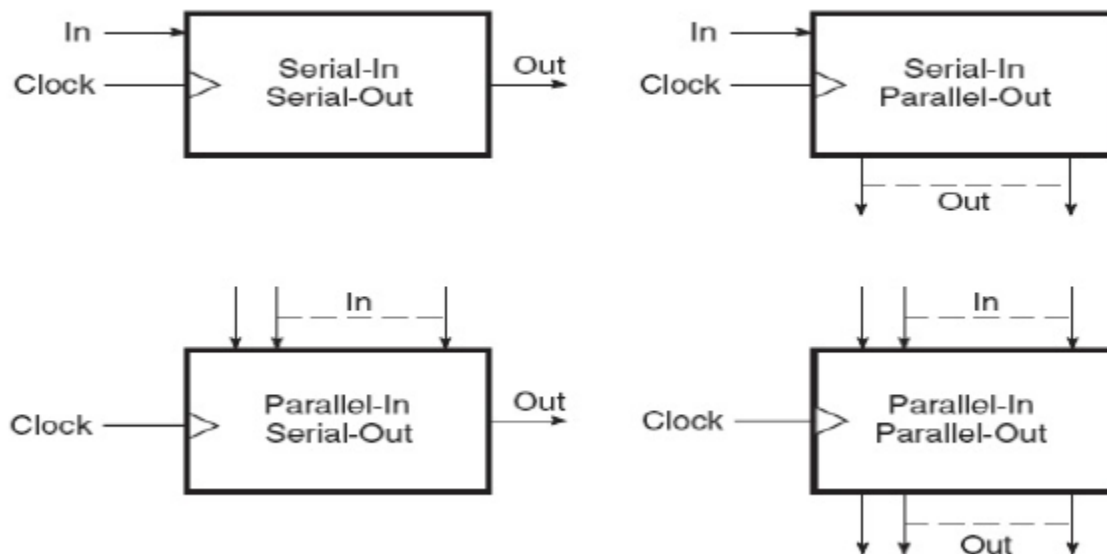 In
Clock
Serial-In
Serial-Out
Out
In
Clock
Serial-In
Parallel-Out
Out
In
Clock
Parallel-In
Serial-Out
Out
In
Clock
Parallel-In
Parallel-Out
Out